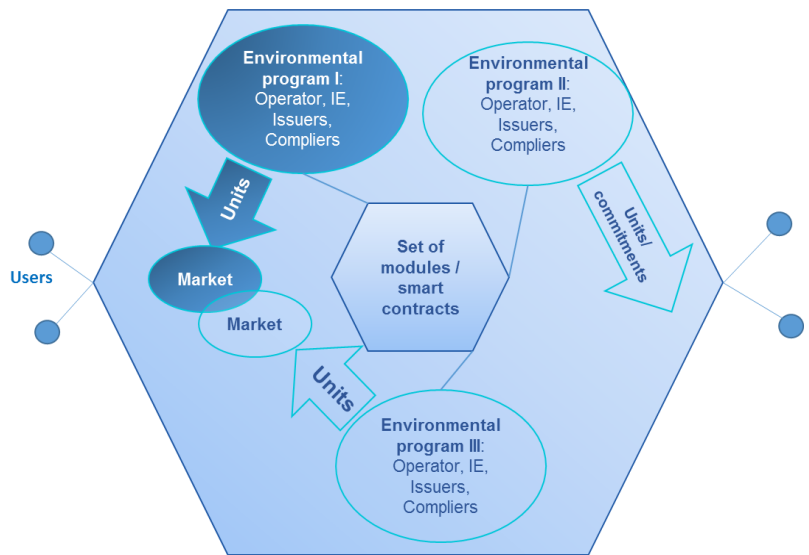 Environmental
program I:
Operator, IE,
Issuers,
Compliers
Environmental
program II:
Operator, IE,
Issuers,
Compliers
Units
Units/
commitments
Set of
modules /
smart
contracts
Users
Market
Market
Units
Environmental
program III:
Operator, IE,
Issuers,
Compliers